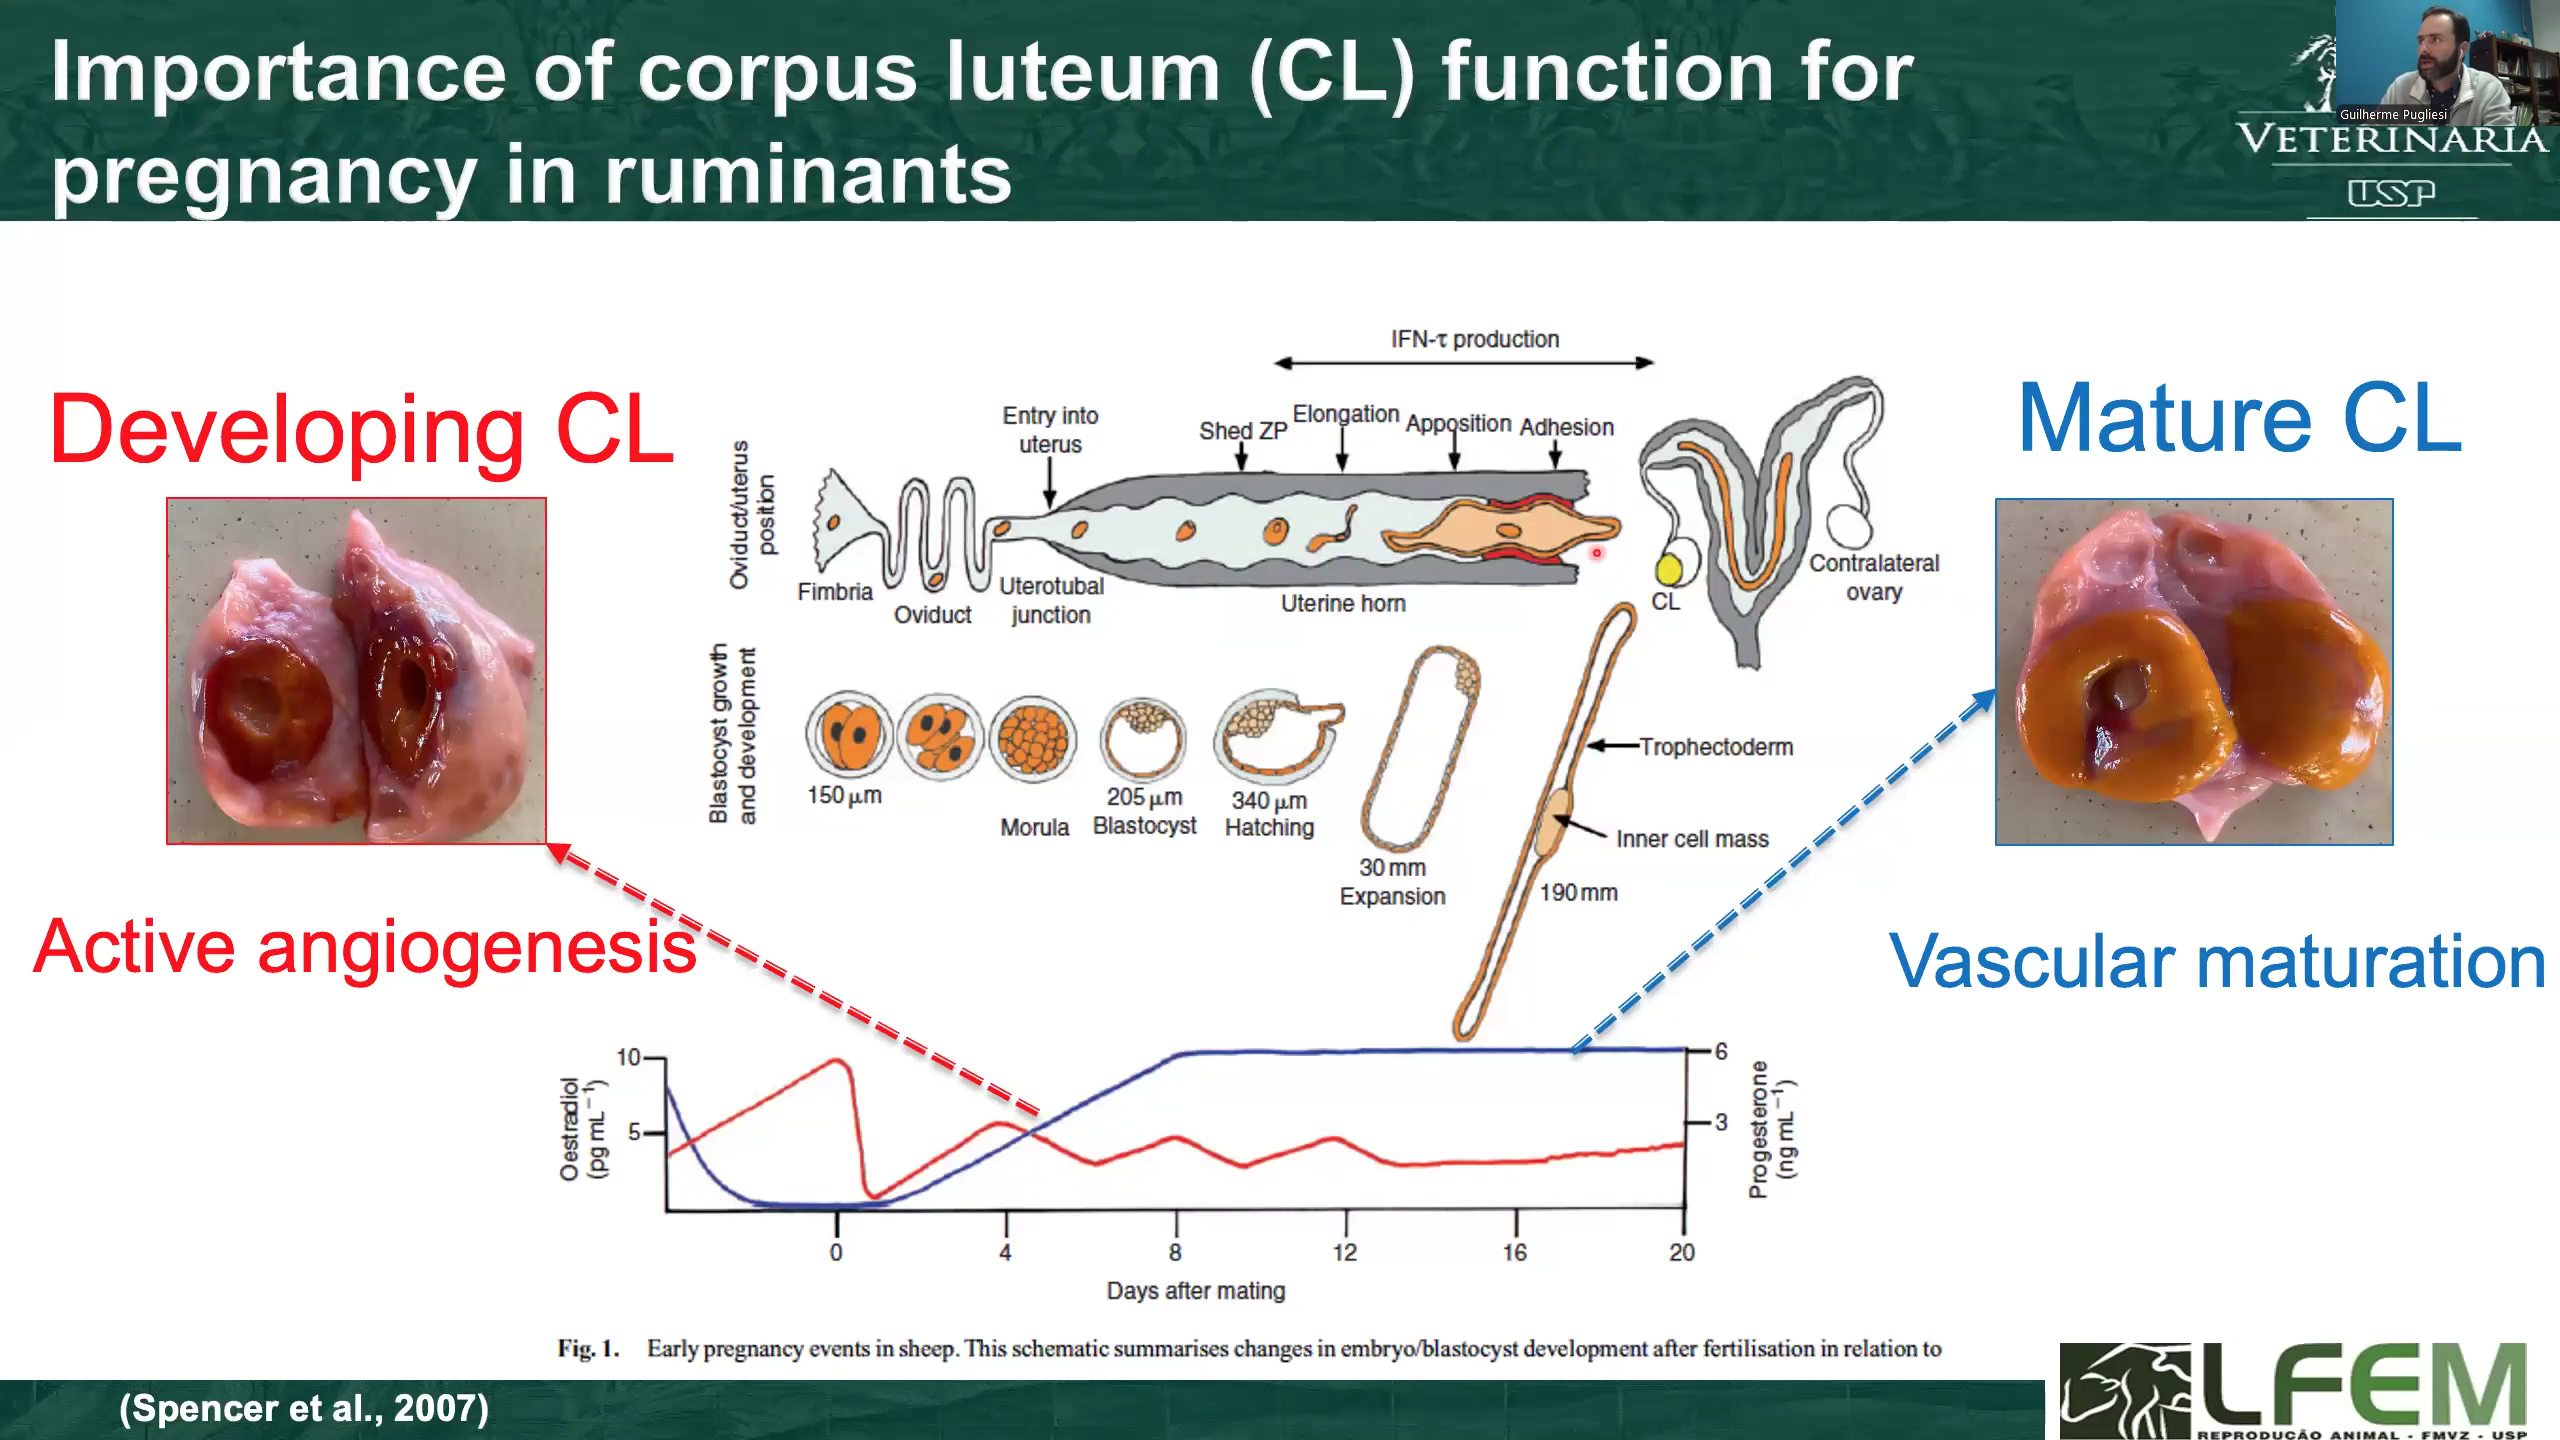 Importance of corpus luteum (CL) function for
pregnancy in ruminants
Guilherme Pugliesi
VETERINARIA
USP
Developing CL
Active angiogenesis
Mature CL
Vascular maturation
IFN-τ production
Entry into
uterus
Shed ZP
Elongation
Apposition
Adhesion
Oviduct/uterus
position
Fimbria
Oviduct
Uterotubal
junction
Uterine horn
CL
Contralateral
ovary
Blastocyst growth
and development
150 µm
Morula
205 µm
Blastocyst
340 µm
Hatching
30 mm
Expansion
Trophectoderm
Inner cell mass
190 mm
Oestradiol
(pg mL⁻¹)
10
5
6
3
Progesterone
(ng mL⁻¹)
0 4 8 12 16 20
Days after mating
Fig. 1. Early pregnancy events in sheep. This schematic summarises changes in embryo/blastocyst development after fertilisation in relation to
(Spencer et al., 2007)
LFEM
REPRODUÇÃO ANIMAL - FMVZ - USP